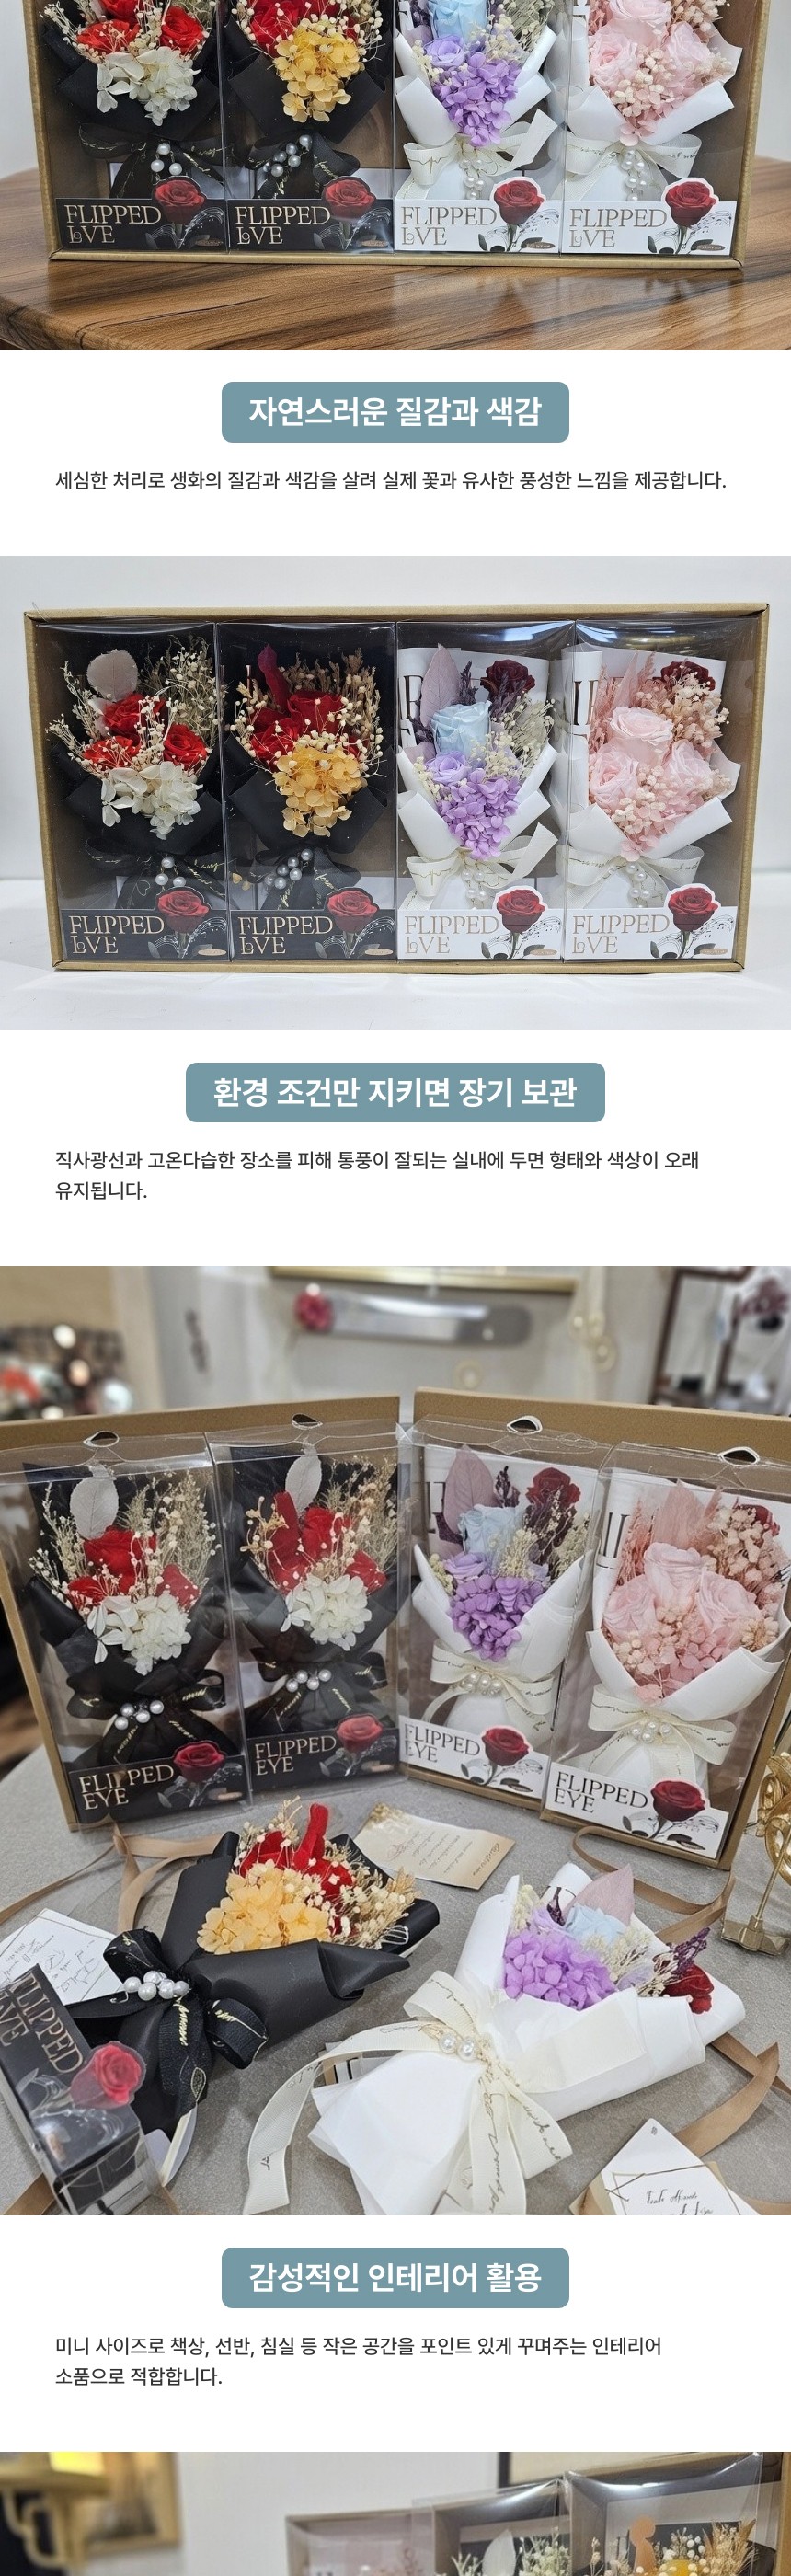 FLIPPED
LOVE
FLIPPED
LOVE
FLIPPED
LOVE
FLIPPED
LOVE
자연스러운 질감과 색감
세심한 처리로 생화의 질감과 색감을 살려 실제 꽃과 유사한 풍성한 느낌을 제공합니다.
FLIPPED
LOVE
FLIPPED
LOVE
FLIPPED
LOVE
FLIPPED
LOVE
환경 조건만 지키면 장기 보관
직사광선과 고온다습한 장소를 피해 통풍이 잘되는 실내에 두면 형태와 색상이 오래
유지됩니다.
FLIPPED
EYE
FLIPPED
EYE
FLIPPED
EYE
FLIPPED
EYE
FLIPPED
감성적인 인테리어 활용
미니 사이즈로 책상, 선반, 침실 등 작은 공간을 포인트 있게 꾸며주는 인테리어
소품으로 적합합니다.